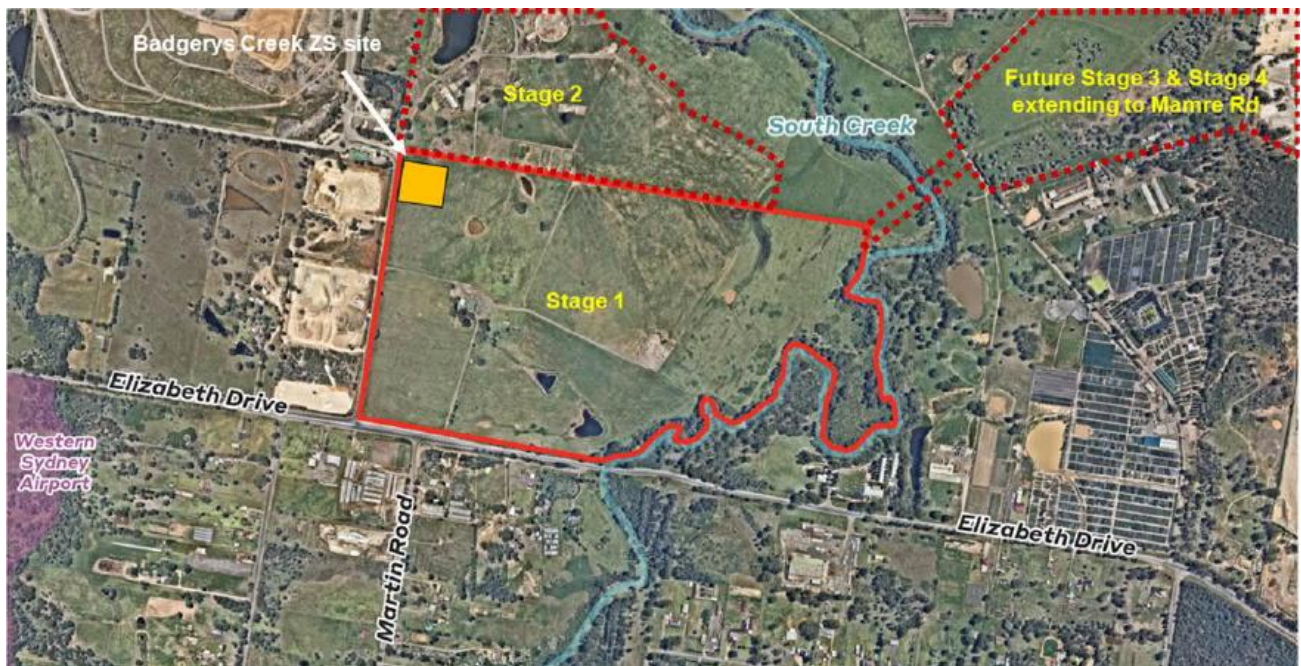 Badgerys Creek ZS site
Stage 2
Future Stage 3 & Stage 4
extending to Mamre Rd
South Creek
Stage 1
Elizabeth Drive
Western
Sydney
Airport
Martin Road
Elizabeth Drive